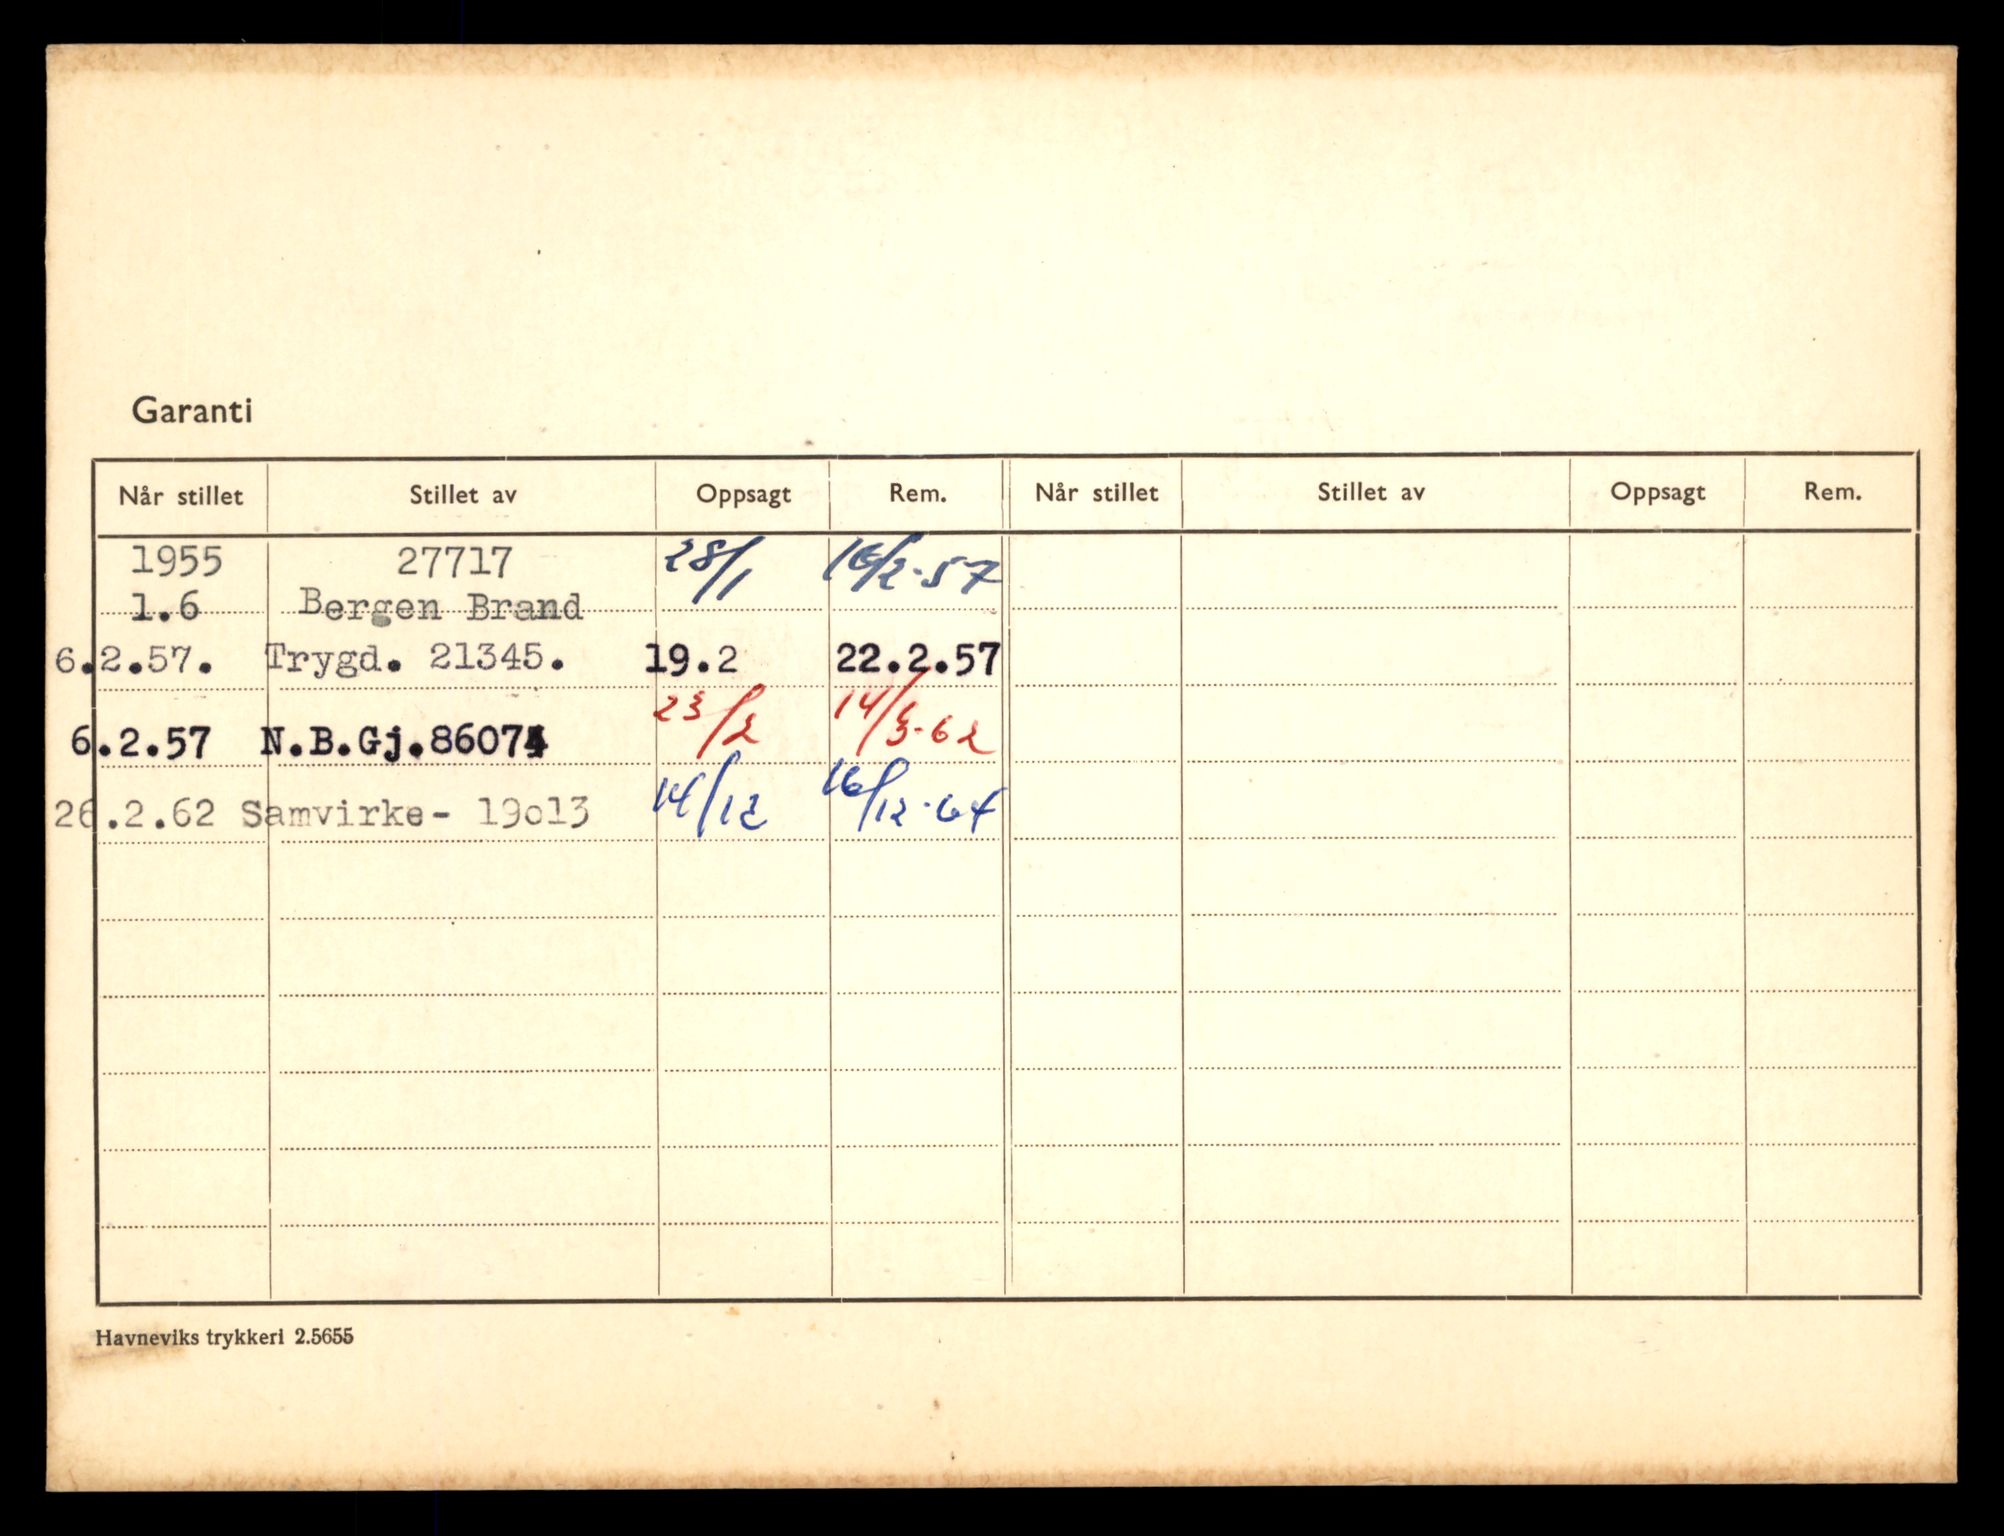 Garanti
Når stillet Stillet av Oppsagt Rem. Når stillet Stillet av Oppsagt Rem.
1955 27717 28/1 16/2-57
1.6 Bergen Brand
6.2.57. Trygd. 21345. 19.2 22.2.57
6.2.57 N.B.Gj.86074 23/2 14/3-62
26.2.62 Samvirke- 19o13 14/12 16/12-64
Havneviks trykkeri 2.5655